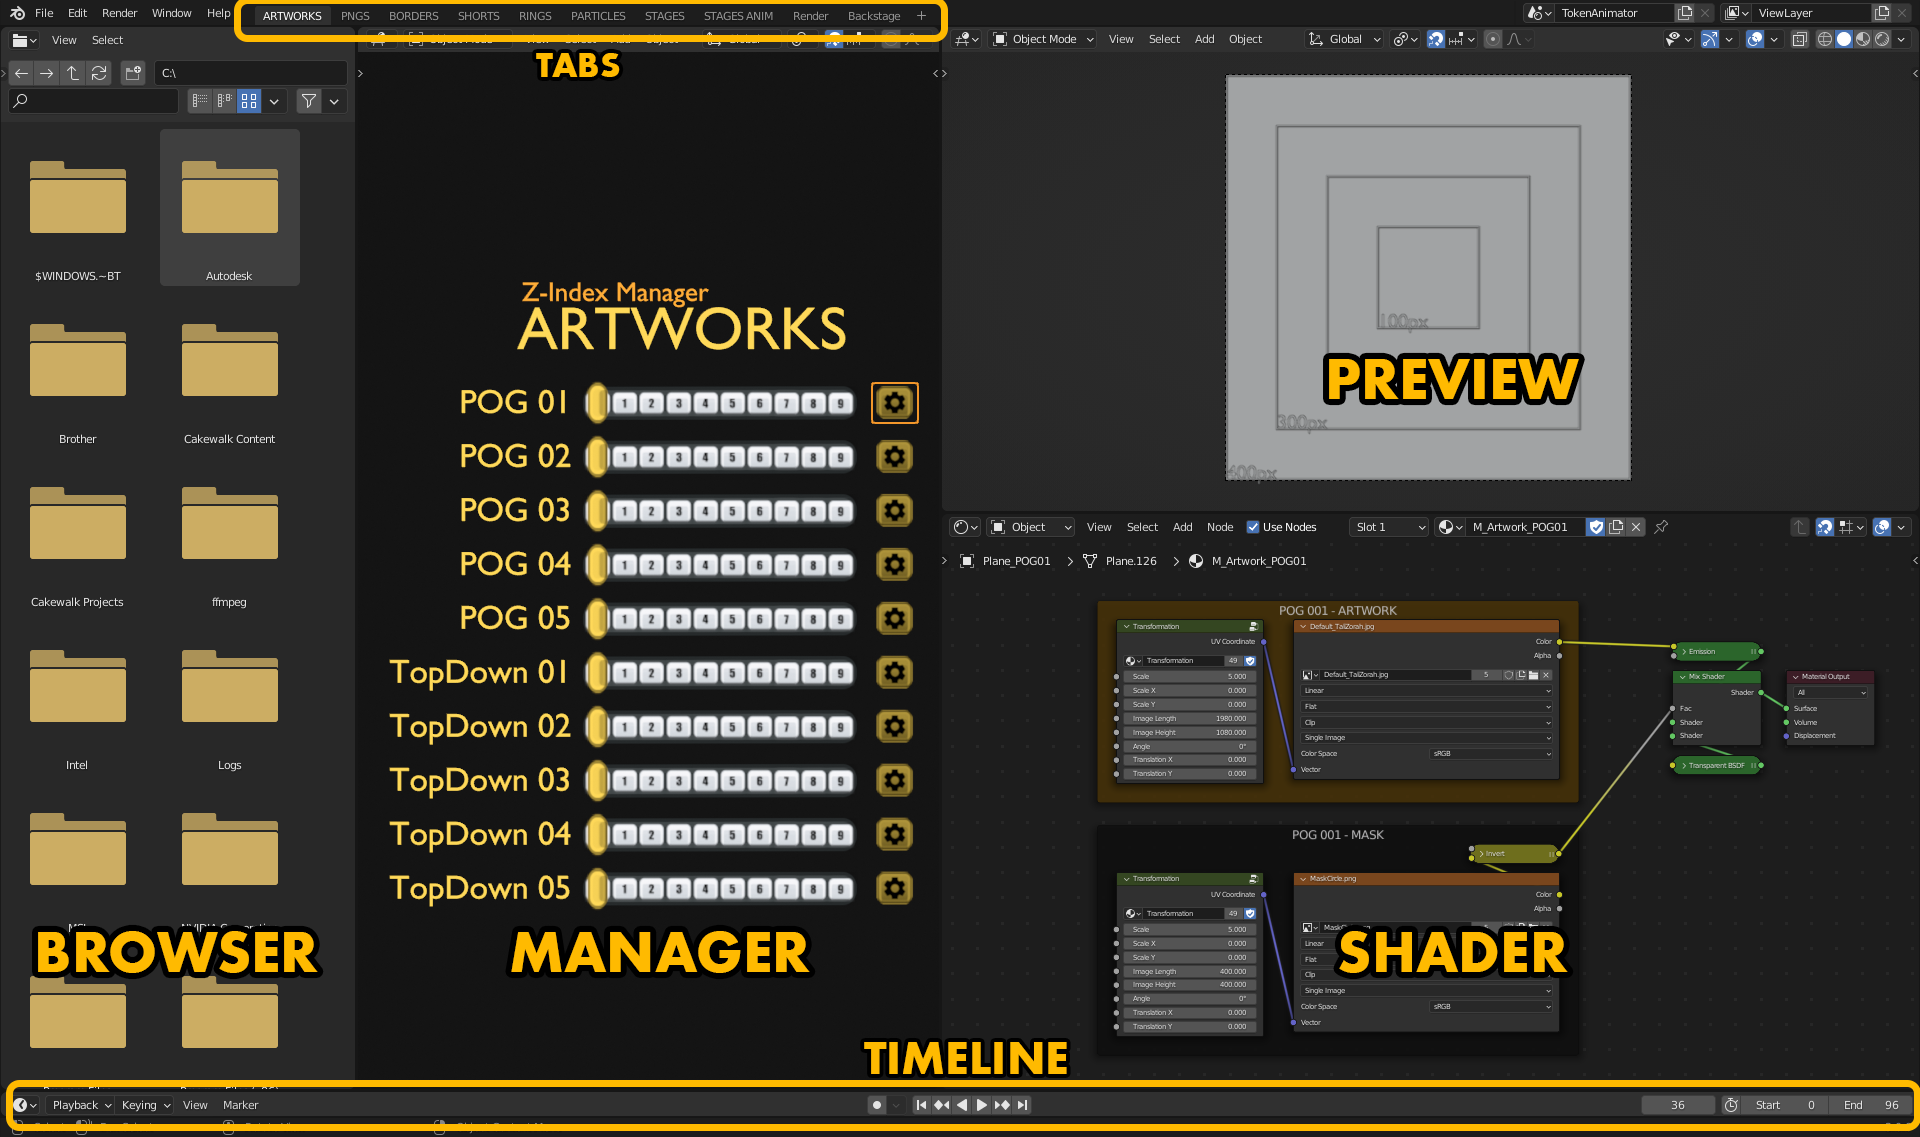 File Edit Render Window Help
ARTWORKS PNGS BORDERS SHORTS RINGS PARTICLES STAGES STAGES ANIM Render Backstage +
TokenAnimator
ViewLayer
View Select
TABS
Object Mode View Select Add Object Global
C:\
$WINDOWS.~BT
Autodesk
Brother
Cakewalk Content
Cakewalk Projects
ffmpeg
Intel
Logs
BROWSER
Z-Index Manager
ARTWORKS
POG 01 1 2 3 4 5 6 7 8 9
POG 02 1 2 3 4 5 6 7 8 9
POG 03 1 2 3 4 5 6 7 8 9
POG 04 1 2 3 4 5 6 7 8 9
POG 05 1 2 3 4 5 6 7 8 9
TopDown 01 1 2 3 4 5 6 7 8 9
TopDown 02 1 2 3 4 5 6 7 8 9
TopDown 03 1 2 3 4 5 6 7 8 9
TopDown 04 1 2 3 4 5 6 7 8 9
TopDown 05 1 2 3 4 5 6 7 8 9
MANAGER
100px
PREVIEW
300px
400px
Object View Select Add Node Use Nodes Slot 1 M_Artwork_POG01
Plane_POG01 > Plane.126 > M_Artwork_POG01
POG 001 - ARTWORK
Transformation
UV Coordinate
Transformation 49
Scale 5.000
Scale X 0.000
Scale Y 0.000
Image Length 1980.000
Image Height 1080.000
Angle 0°
Translation X 0.000
Translation Y 0.000
Default_TaliZorah.jpg
Color
Alpha
Default_TaliZorah.jpg 5
Linear
Flat
Clip
Single Image
Color Space sRGB
Vector
Emission
Mix Shader
Shader
Fac
Shader
Shader
Transparent BSDF
Material Output
All
Surface
Volume
Displacement
POG 001 - MASK
Invert
Transformation
UV Coordinate
Transformation 49
Scale 5.000
Scale X 0.000
Scale Y 0.000
Image Length 400.000
Image Height 400.000
Angle 0°
Translation X 0.000
Translation Y 0.000
MaskCircle.png
Color
Alpha
Linear
Flat
Clip
Single Image
Color Space sRGB
Vector
SHADER
TIMELINE
Playback Keying View Marker
36 Start 0 End 96